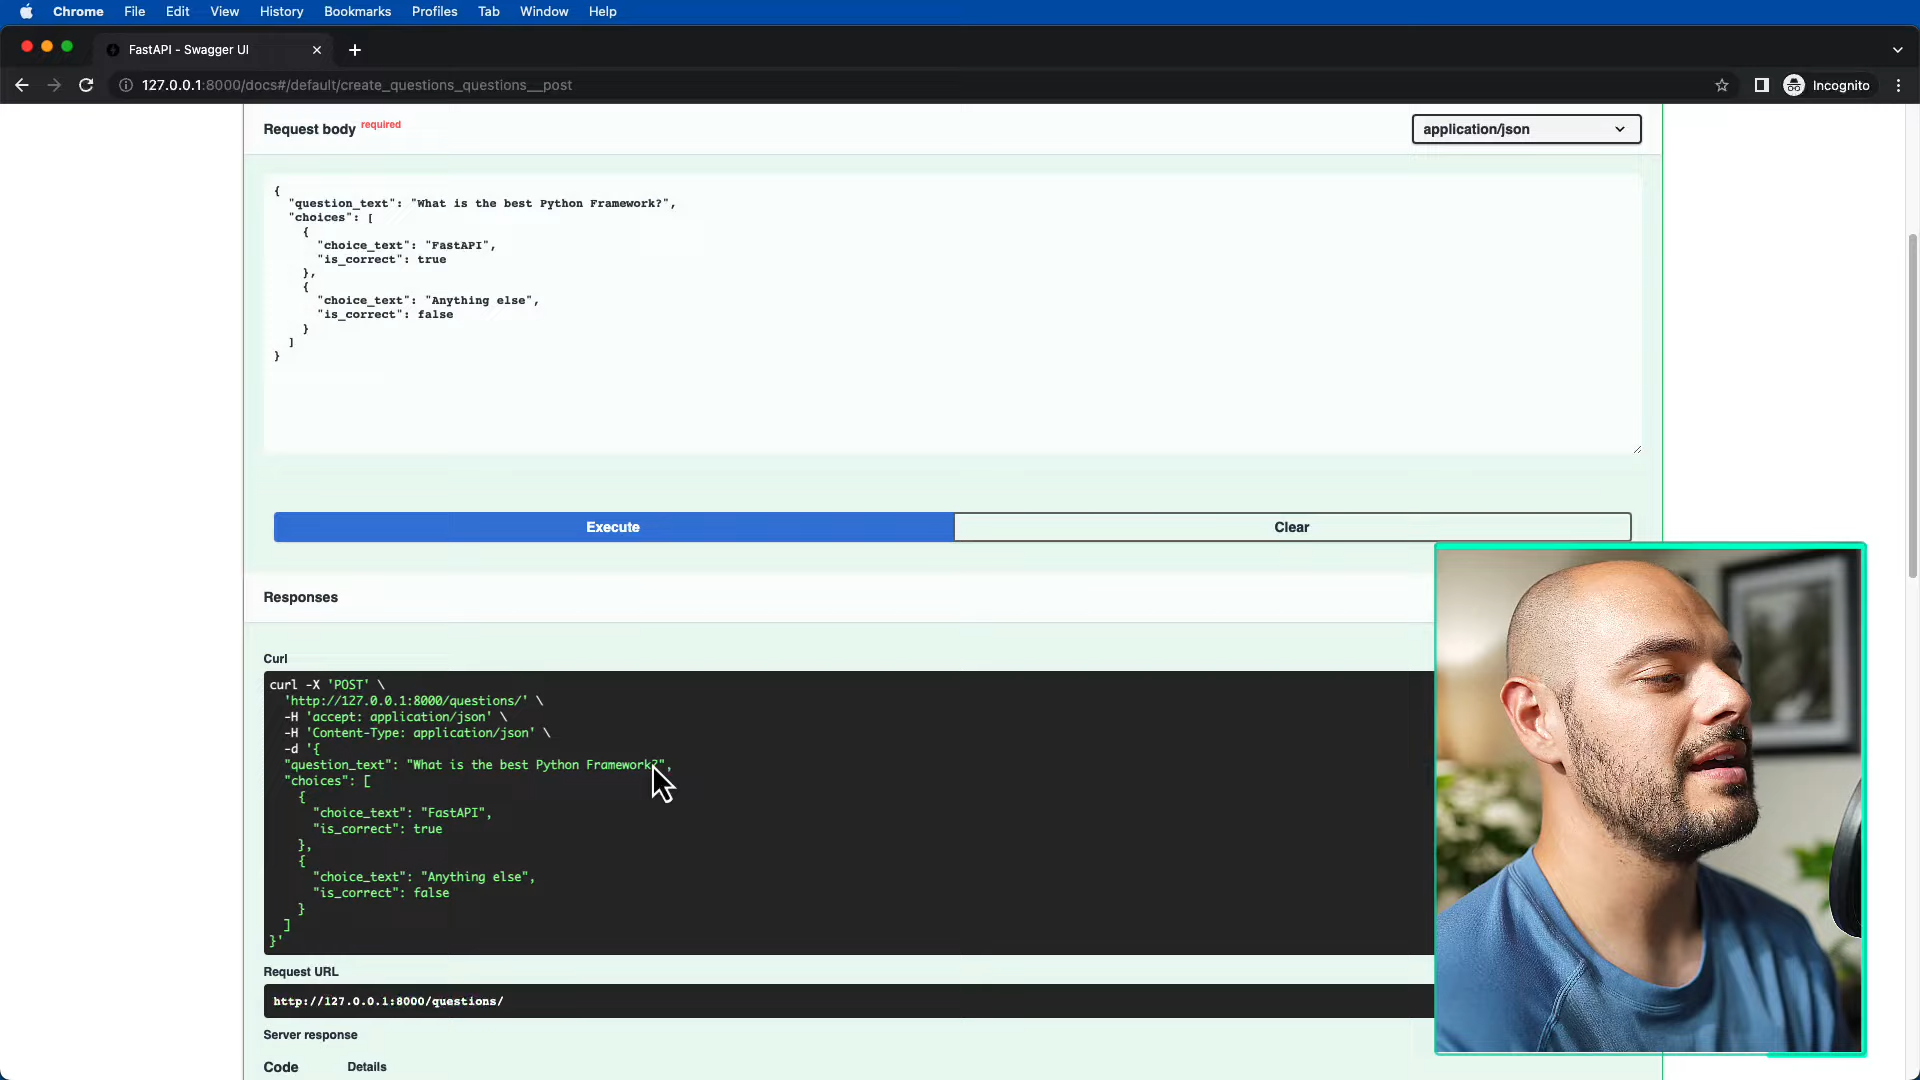 Chrome File Edit View History Bookmarks Profiles Tab Window Help
FastAPI - Swagger UI
127.0.0.1:8000/docs#/default/create_questions_questions__post
Incognito
Request body required
application/json
{
"question_text": "What is the best Python Framework?",
"choices": [
{
"choice_text": "FastAPI",
"is_correct": true
},
{
"choice_text": "Anything else",
"is_correct": false
}
]
}
Execute
Clear
Responses
Curl
curl -X 'POST' \
'http://127.0.0.1:8000/questions/' \
-H 'accept: application/json' \
-H 'Content-Type: application/json' \
-d '{
"question_text": "What is the best Python Framework?",
"choices": [
{
"choice_text": "FastAPI",
"is_correct": true
},
{
"choice_text": "Anything else",
"is_correct": false
}
]
}'
Request URL
http://127.0.0.1:8000/questions/
Server response
Code Details